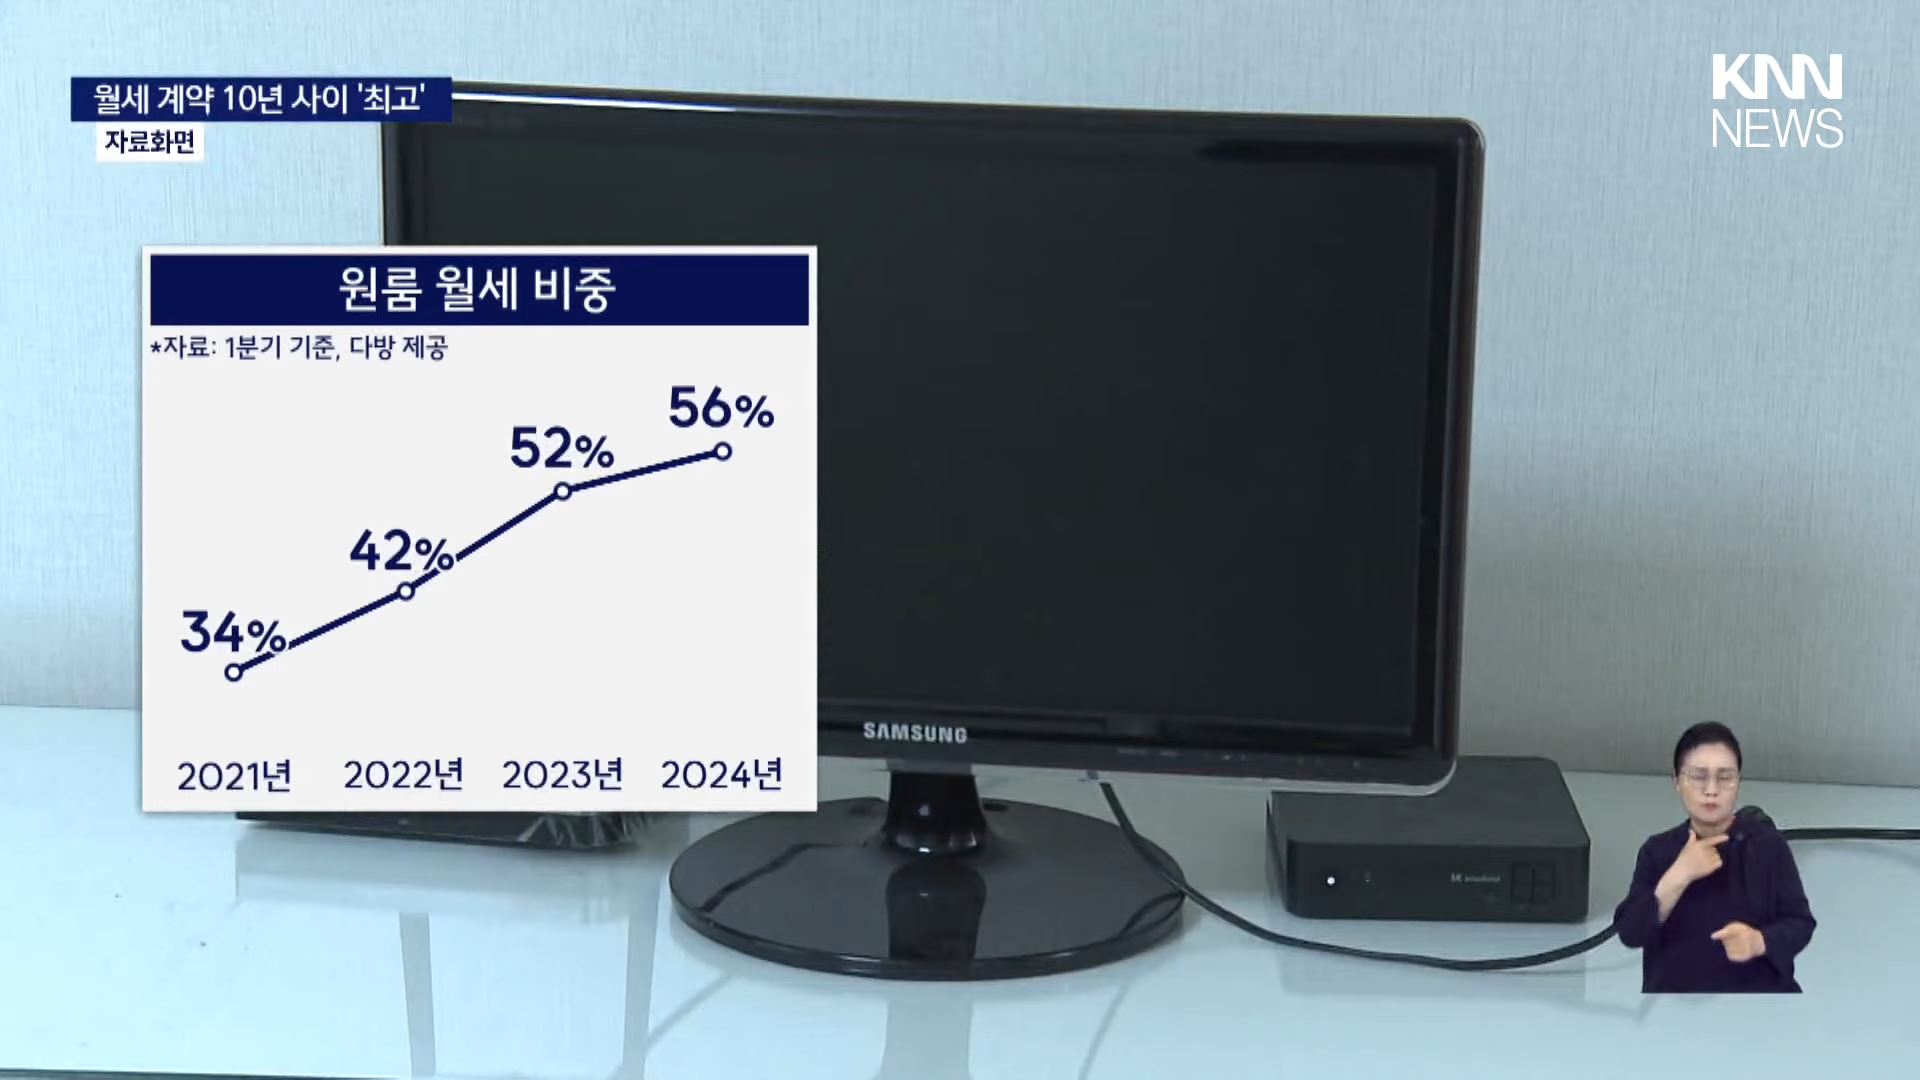 월세 계약 10년 사이 '최고'
자료화면
KNN
NEWS
원룸 월세 비중
*자료: 1분기 기준, 다방 제공
56%
52%
42%
34%
2021년 2022년 2023년 2024년
SAMSUNG
SK broadband